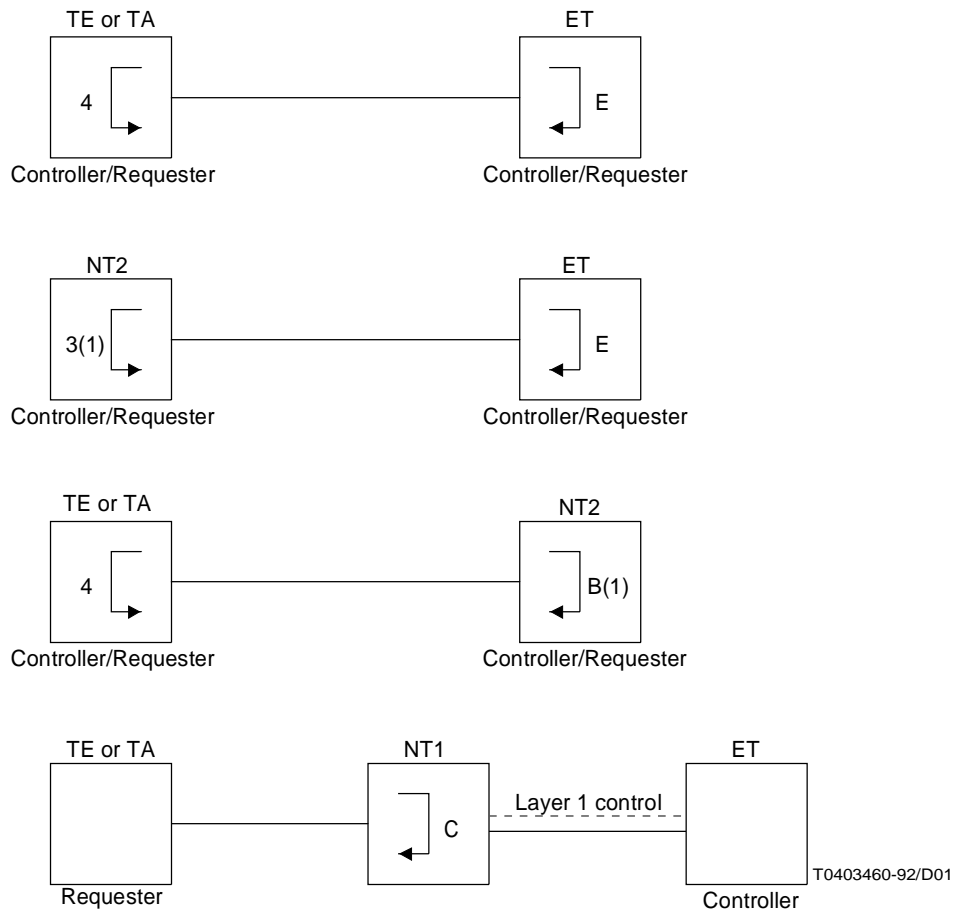 TE or TA
ET
4
E
Controller/Requester
Controller/Requester
NT2
ET
3(1)
E
Controller/Requester
Controller/Requester
TE or TA
NT2
4
B(1)
Controller/Requester
Controller/Requester
TE or TA
NT1
ET
Layer 1 control
C
T0403460-92/D01
Requester
Controller